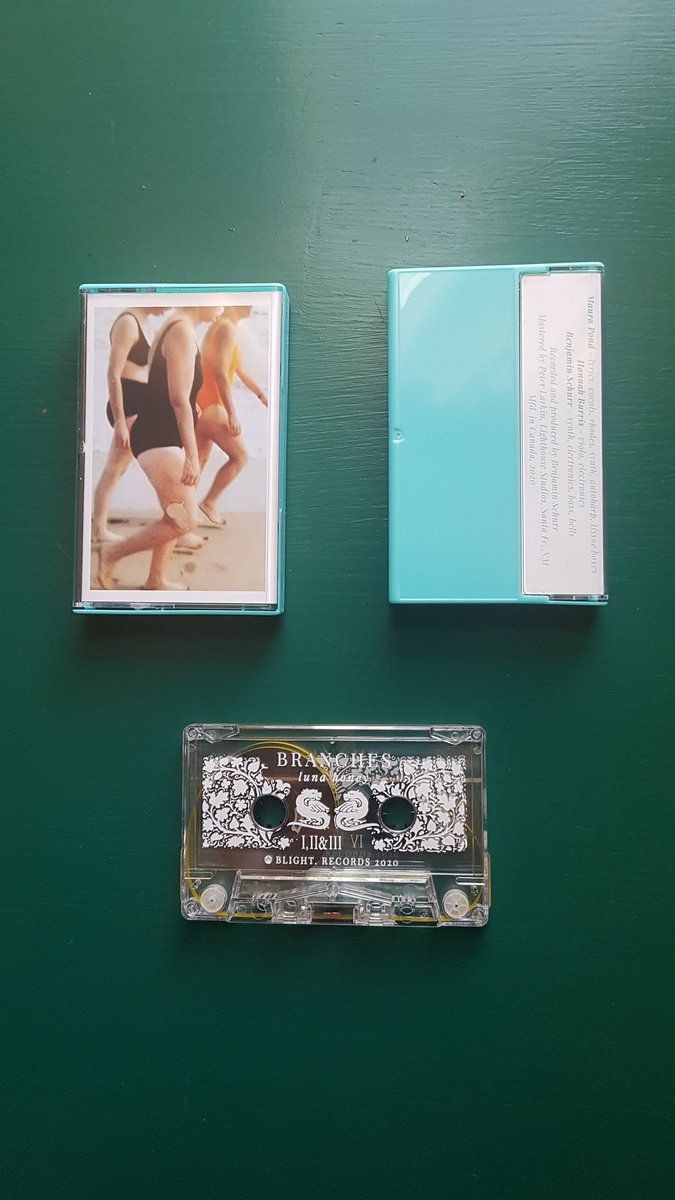 Maura Pond - lyrics, vocals, rhodes, synth, autoharp, tissue boxes
Hannah Burris - viola, electronics
Benjamin Schurr - synth, electronics, bass, bells
Recorded and produced by Benjamin Schurr
Mastered by Peter Larkin, Lighthouse Studios, Santa Fe, NM
Mfd. in Canada, 2020
BRANCHES
luna honey
I,II&III VI
BLIGHT. RECORDS 2020